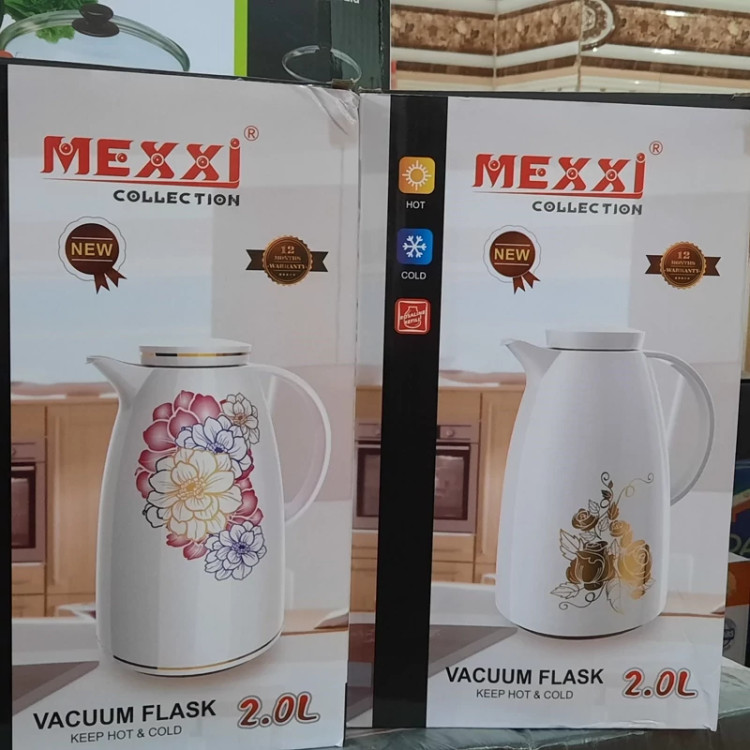 MEXXI®
COLLECTION
NEW
12
MONTHS
WARRANTY
VACUUM FLASK 2.0L
KEEP HOT & COLD
HOT
COLD
MEXXI®
COLLECTION
NEW
12
MONTHS
WARRANTY
VACUUM FLASK 2.0L
KEEP HOT & COLD